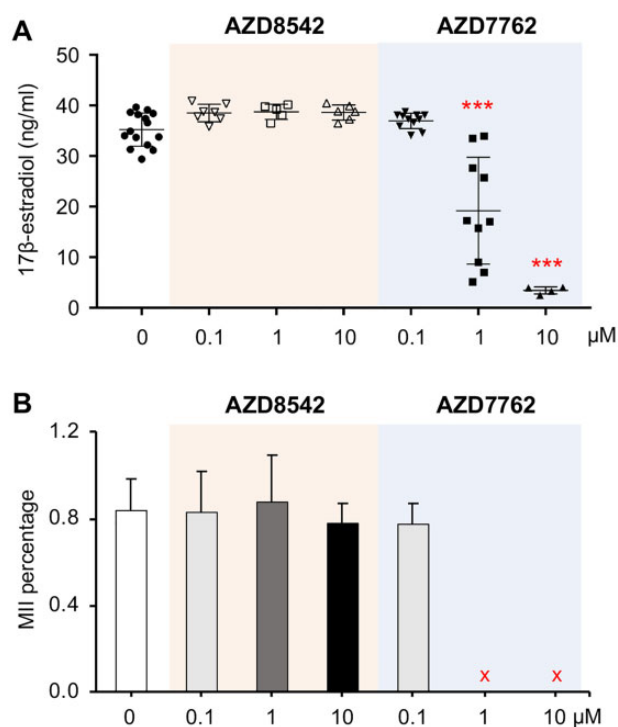 A
AZD8542 AZD7762
17β-estradiol (ng/ml)
50
40
30
20
10
0
***
***
0 0.1 1 10 0.1 1 10 μM
B
AZD8542 AZD7762
MII percentage
1.2
0.8
0.4
0.0
x x
0 0.1 1 10 0.1 1 10 μM